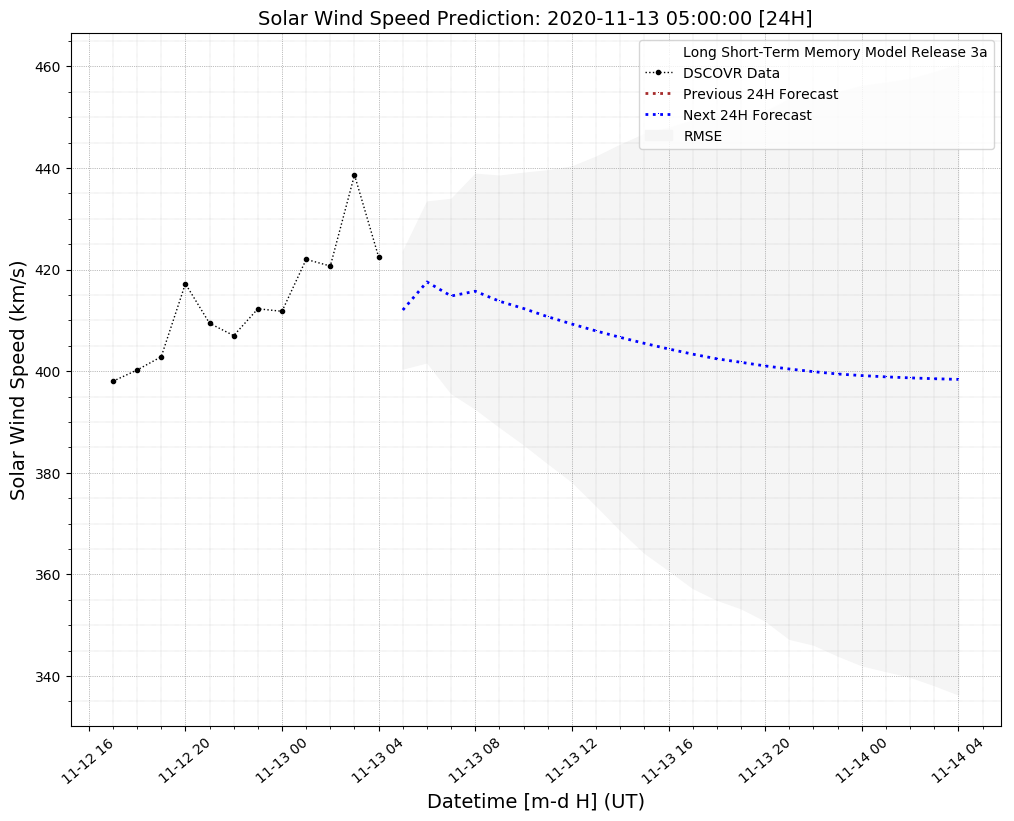 Solar Wind Speed Prediction: 2020-11-13 05:00:00 [24H]
Long Short-Term Memory Model Release 3a
DSCOVR Data
Previous 24H Forecast
Next 24H Forecast
RMSE
Solar Wind Speed (km/s)
460
440
420
400
380
360
340
11-12 16
11-12 20
11-13 00
11-13 04
11-13 08
11-13 12
11-13 16
11-13 20
11-14 00
11-14 04
Datetime [m-d H] (UT)